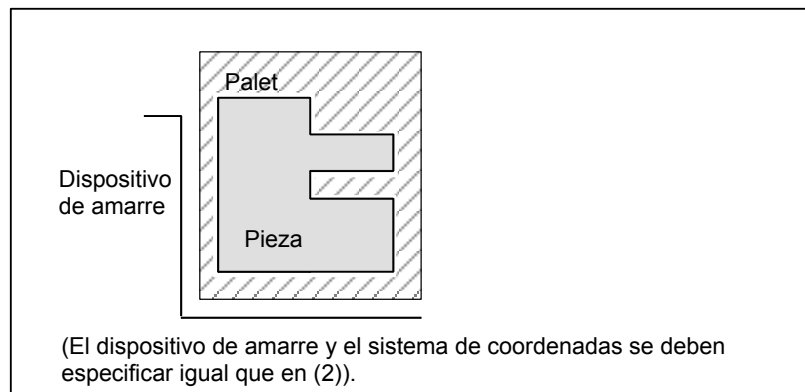 Palet
Dispositivo
de amarre
Pieza
(El dispositivo de amarre y el sistema de coordenadas se deben
especificar igual que en (2)).